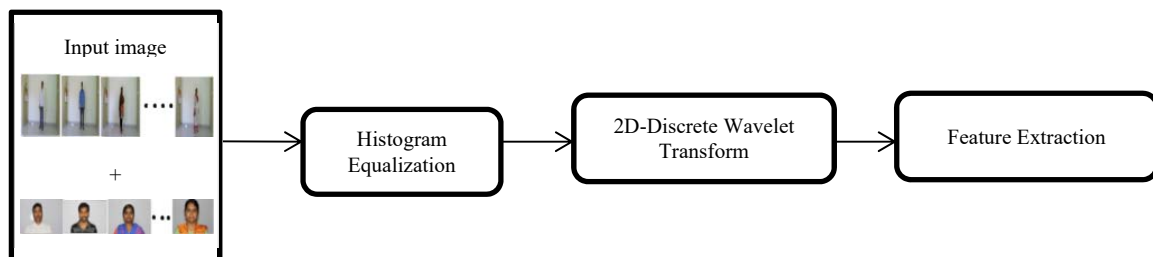 Input image
+
Histogram
Equalization
2D-Discrete Wavelet
Transform
Feature Extraction